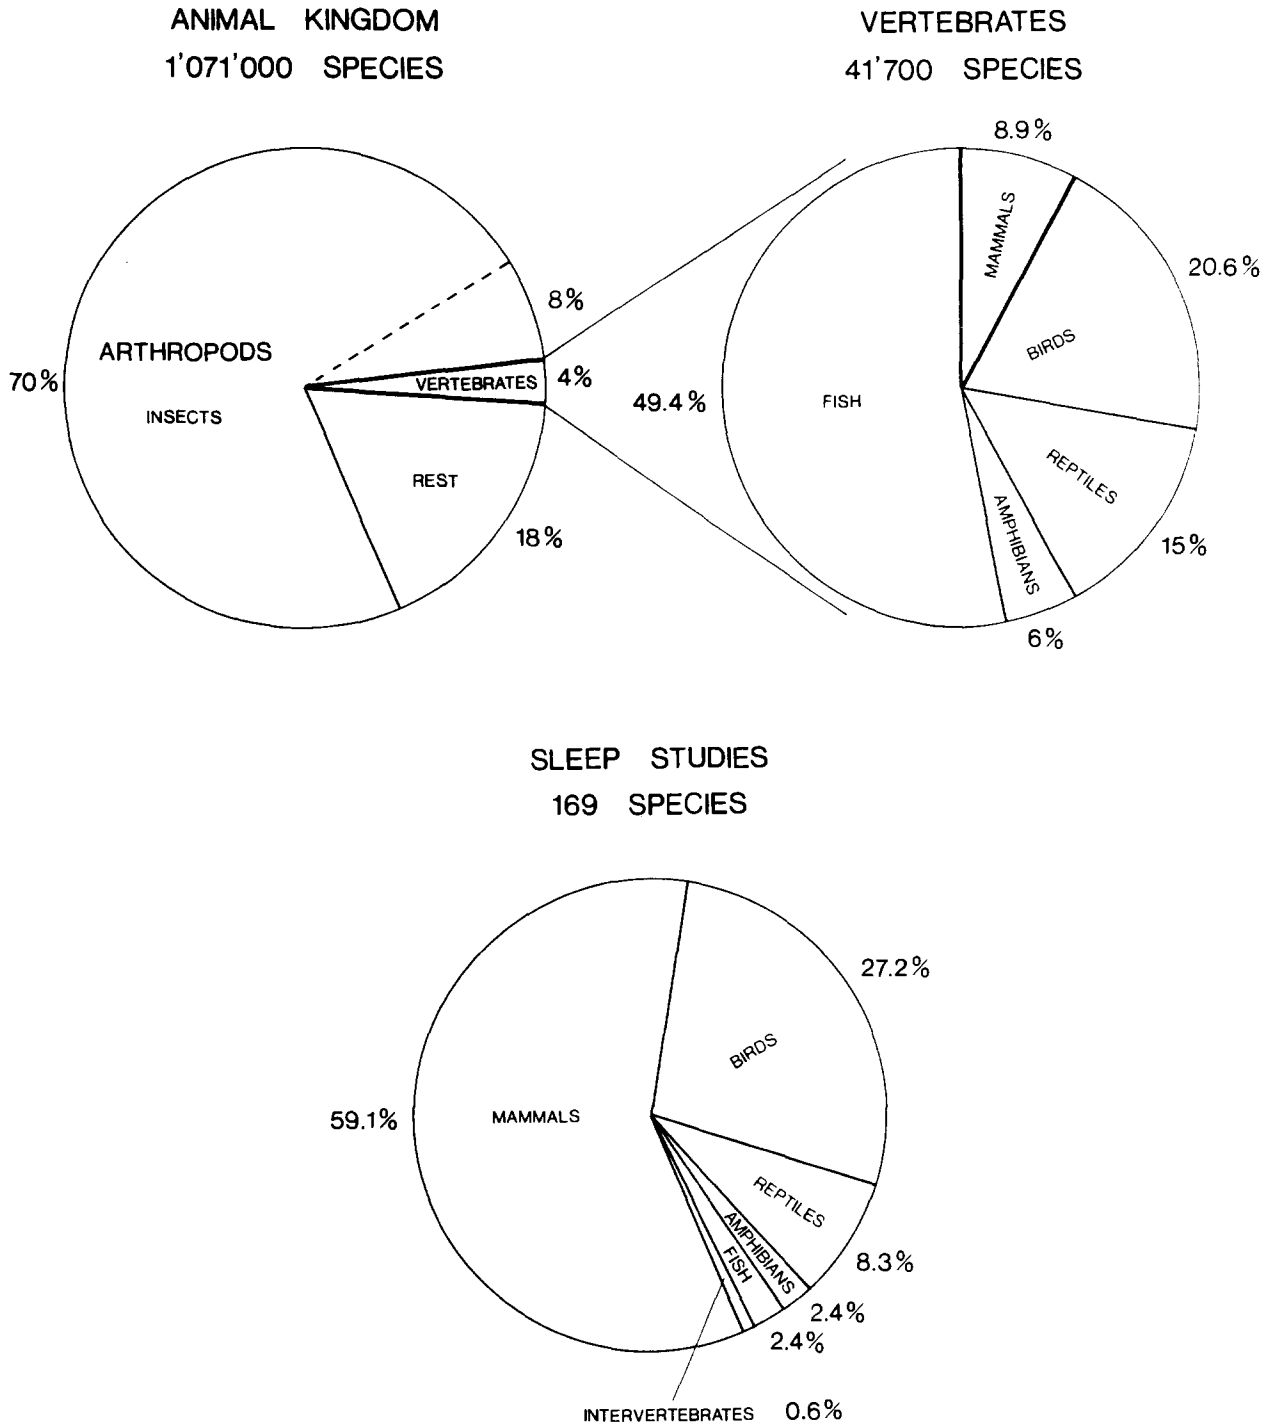 ANIMAL KINGDOM
1'071'000 SPECIES
70%
ARTHROPODS
INSECTS
8%
VERTEBRATES
4%
REST
18%
VERTEBRATES
41'700 SPECIES
8.9%
MAMMALS
20.6%
BIRDS
49.4%
FISH
REPTILES
15%
AMPHIBIANS
6%
SLEEP STUDIES
169 SPECIES
27.2%
BIRDS
59.1%
MAMMALS
REPTILES
8.3%
AMPHIBIANS
2.4%
FISH
2.4%
INTERVERTEBRATES 0.6%